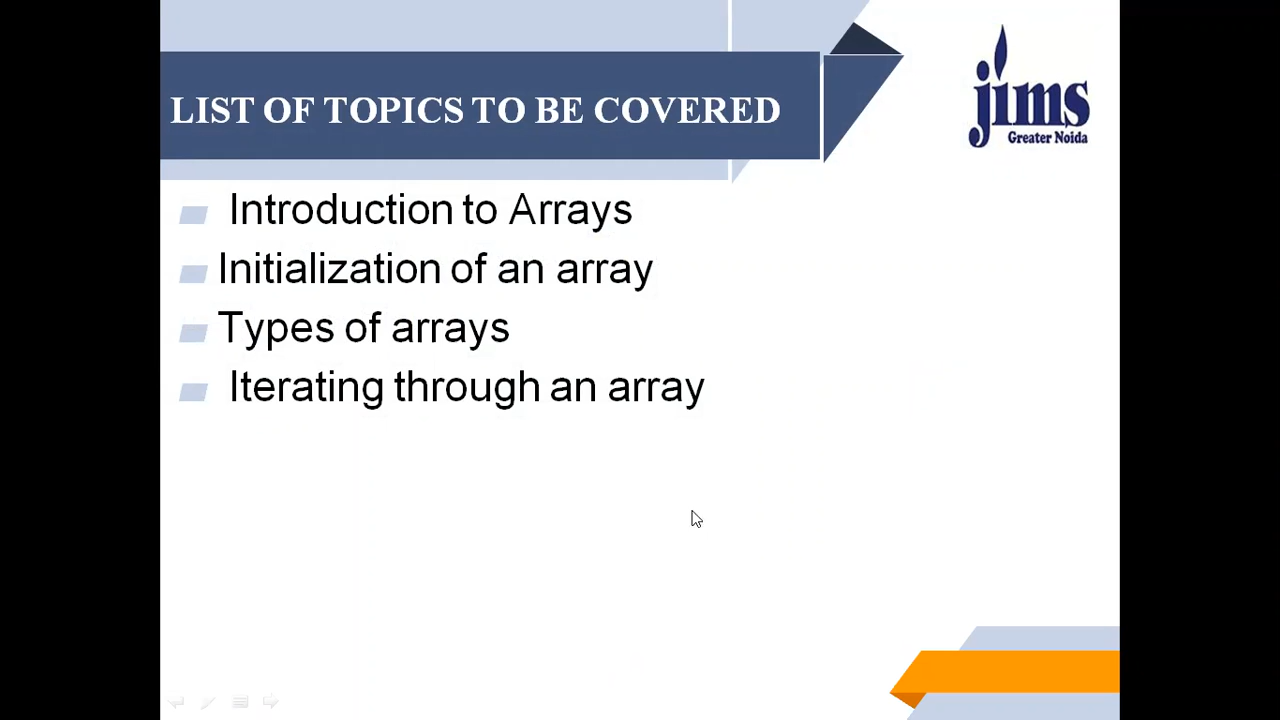 LIST OF TOPICS TO BE COVERED
jims
Greater Noida
Introduction to Arrays
Initialization of an array
Types of arrays
Iterating through an array